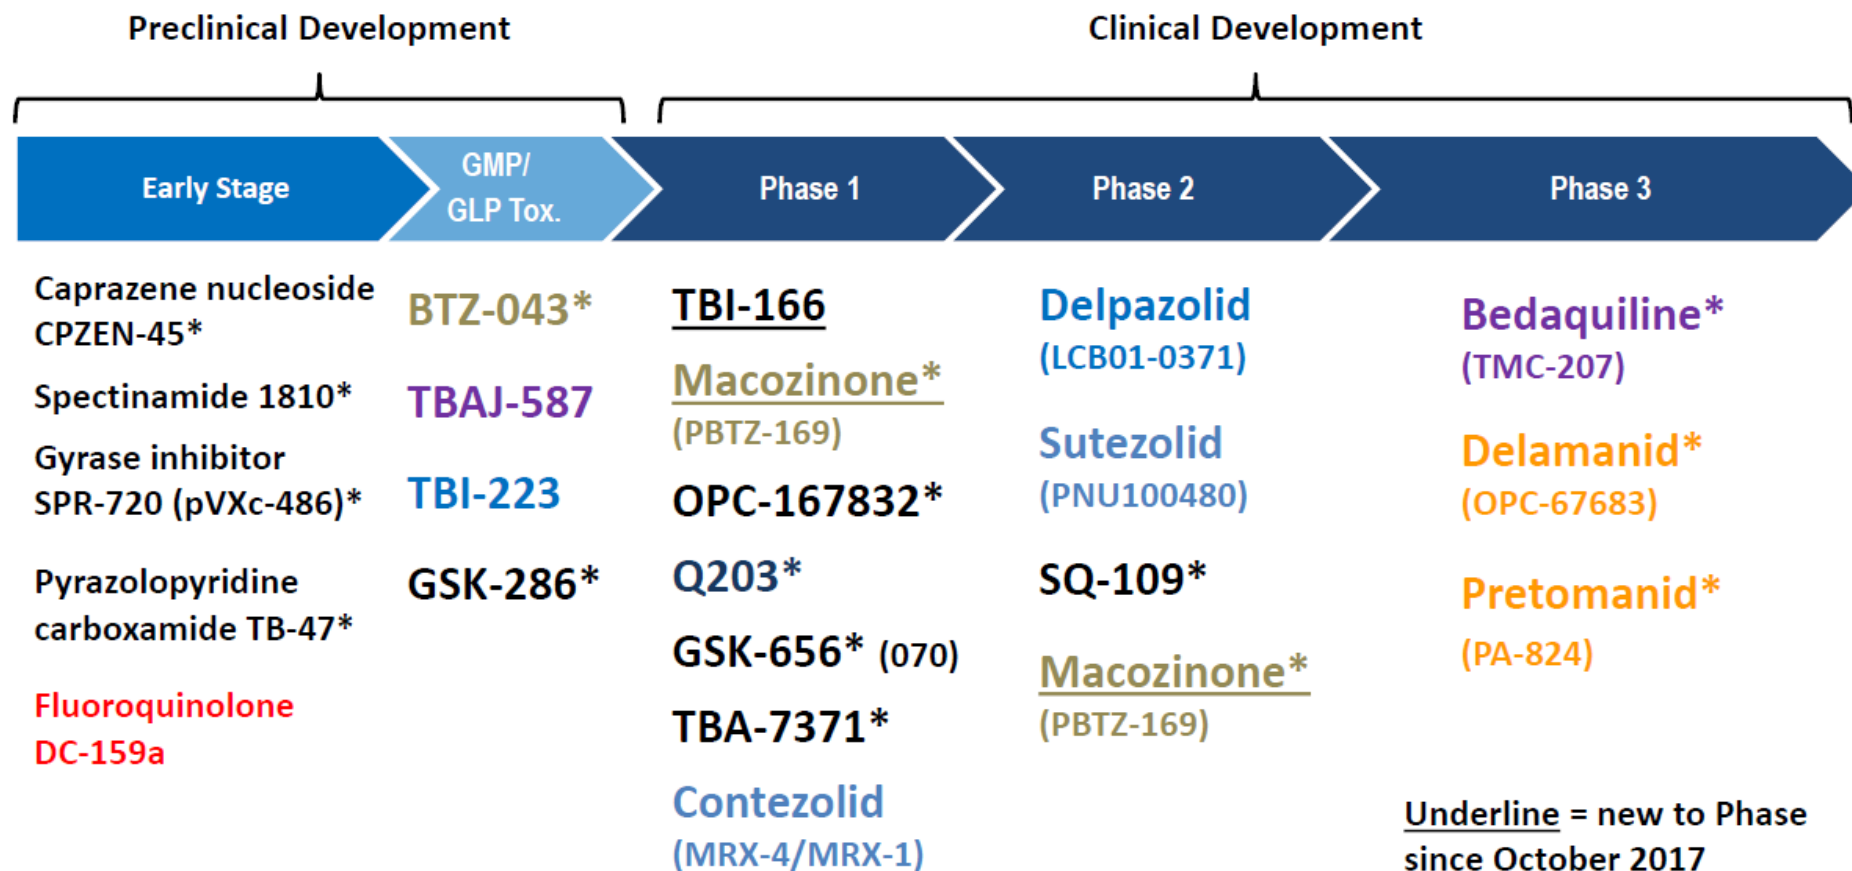 Preclinical Development
Clinical Development
Early Stage
GMP/
GLP Tox.
Phase 1
Phase 2
Phase 3
Caprazene nucleoside
CPZEN-45*
Spectinamide 1810*
Gyrase inhibitor
SPR-720 (pVXc-486)*
Pyrazolopyridine
carboxamide TB-47*
Fluoroquinolone
DC-159a
BTZ-043*
TBAJ-587
TBI-223
GSK-286*
TBI-166
Macozinone*
(PBTZ-169)
OPC-167832*
Q203*
GSK-656* (070)
TBA-7371*
Contezolid
(MRX-4/MRX-1)
Delpazolid
(LCB01-0371)
Sutezolid
(PNU100480)
SQ-109*
Macozinone*
(PBTZ-169)
Bedaquiline*
(TMC-207)
Delamanid*
(OPC-67683)
Pretomanid*
(PA-824)
Underline = new to Phase
since October 2017